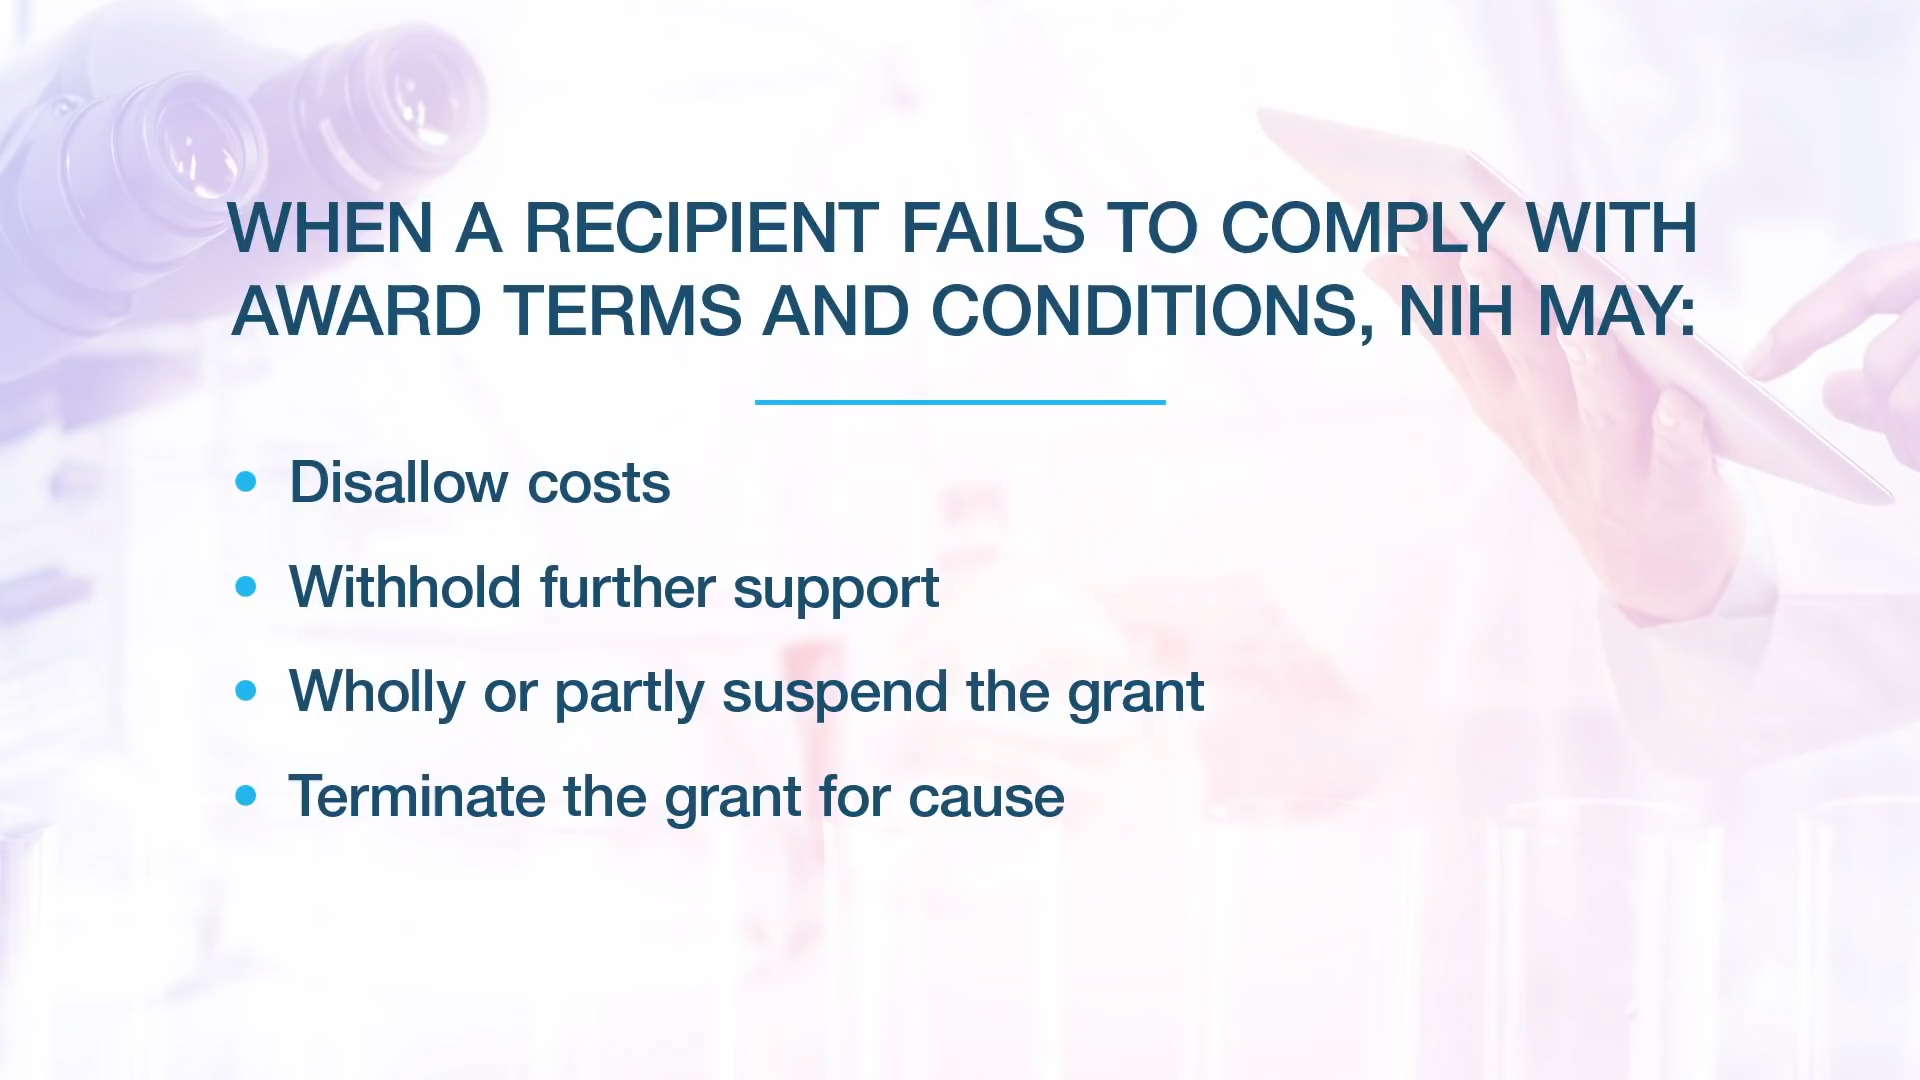 WHEN A RECIPIENT FAILS TO COMPLY WITH
AWARD TERMS AND CONDITIONS, NIH MAY:
• Disallow costs
• Withhold further support
• Wholly or partly suspend the grant
• Terminate the grant for cause